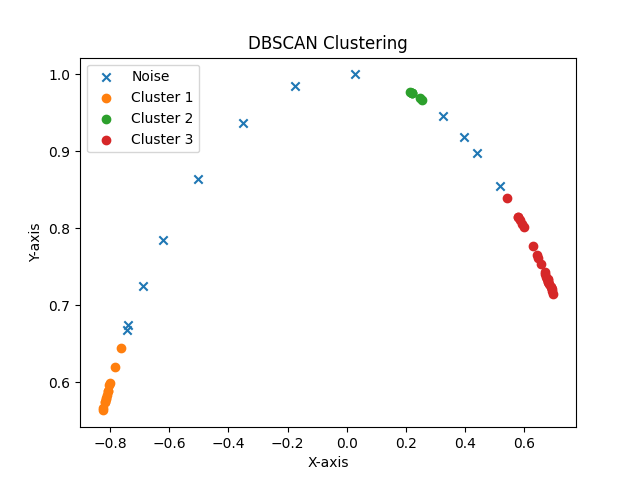 DBSCAN Clustering
Noise
Cluster 1
Cluster 2
Cluster 3
1.0
0.9
0.8
0.7
0.6
Y-axis
−0.8 −0.6 −0.4 −0.2 0.0 0.2 0.4 0.6
X-axis